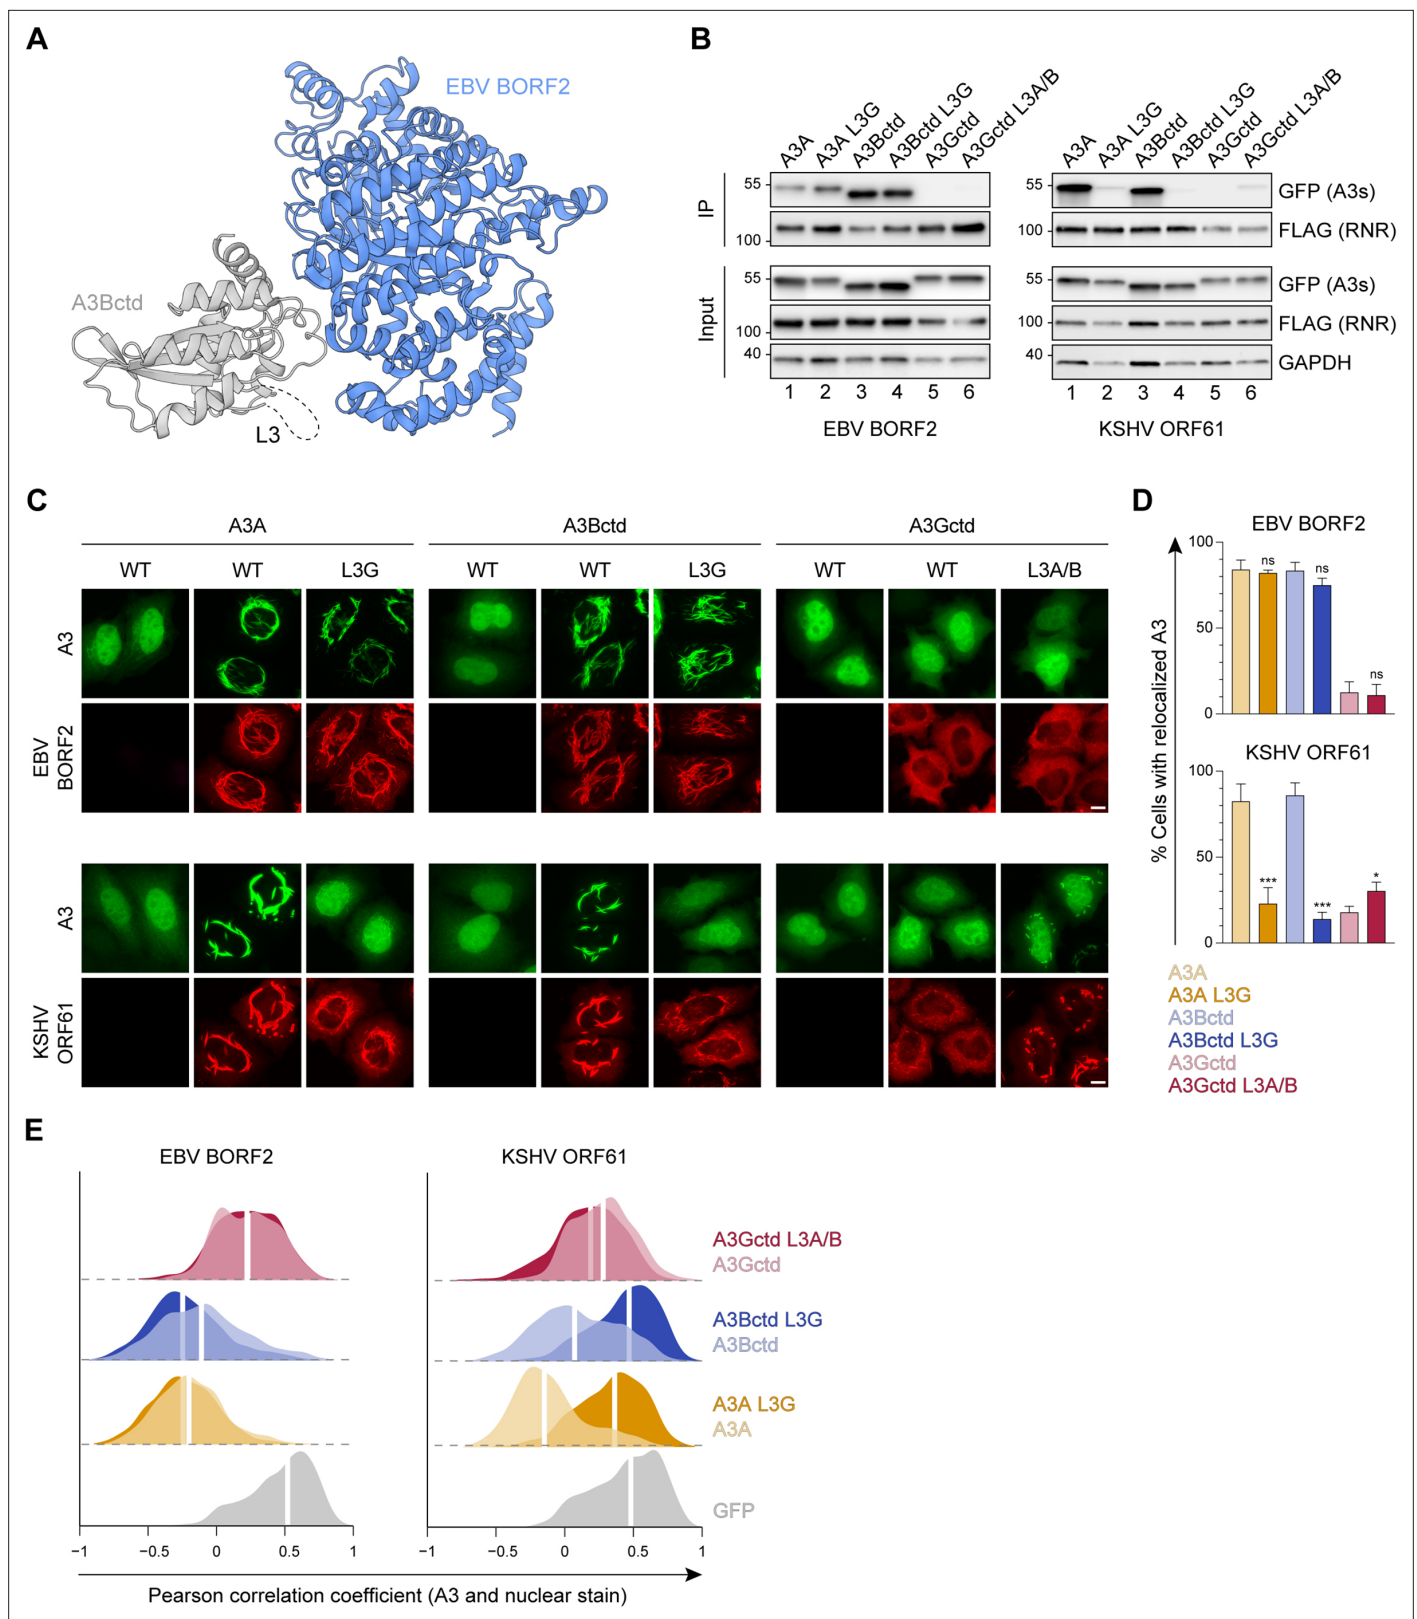 A
EBV BORF2
A3Bctd
L3
B
A3A
A3A L3G
A3Bctd
A3Bctd L3G
A3Gctd
A3Gctd L3A/B
A3A
A3A L3G
A3Bctd
A3Bctd L3G
A3Gctd
A3Gctd L3A/B
IP
55
55
GFP (A3s)
100
100
FLAG (RNR)
Input
55
55
GFP (A3s)
100
100
FLAG (RNR)
40
40
GAPDH
1 2 3 4 5 6
1 2 3 4 5 6
EBV BORF2
KSHV ORF61
C
A3A
A3Bctd
A3Gctd
WT WT L3G
WT WT L3G
WT WT L3A/B
A3
EBV
BORF2
A3
KSHV
ORF61
D
% Cells with relocalized A3
EBV BORF2
100
50
0
ns
ns
ns
KSHV ORF61
100
50
0
***
***
*
A3A
A3A L3G
A3Bctd
A3Bctd L3G
A3Gctd
A3Gctd L3A/B
E
EBV BORF2
KSHV ORF61
A3Gctd L3A/B
A3Gctd
A3Bctd L3G
A3Bctd
A3A L3G
A3A
GFP
−1 −0.5 0 0.5 1
−1 −0.5 0 0.5 1
Pearson correlation coefficient (A3 and nuclear stain)